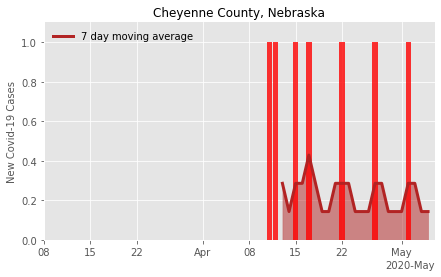 Cheyenne County, Nebraska
7 day moving average
New Covid-19 Cases
1.0
0.8
0.6
0.4
0.2
0.0
08 15 22 Apr 08 15 22 May
2020-May